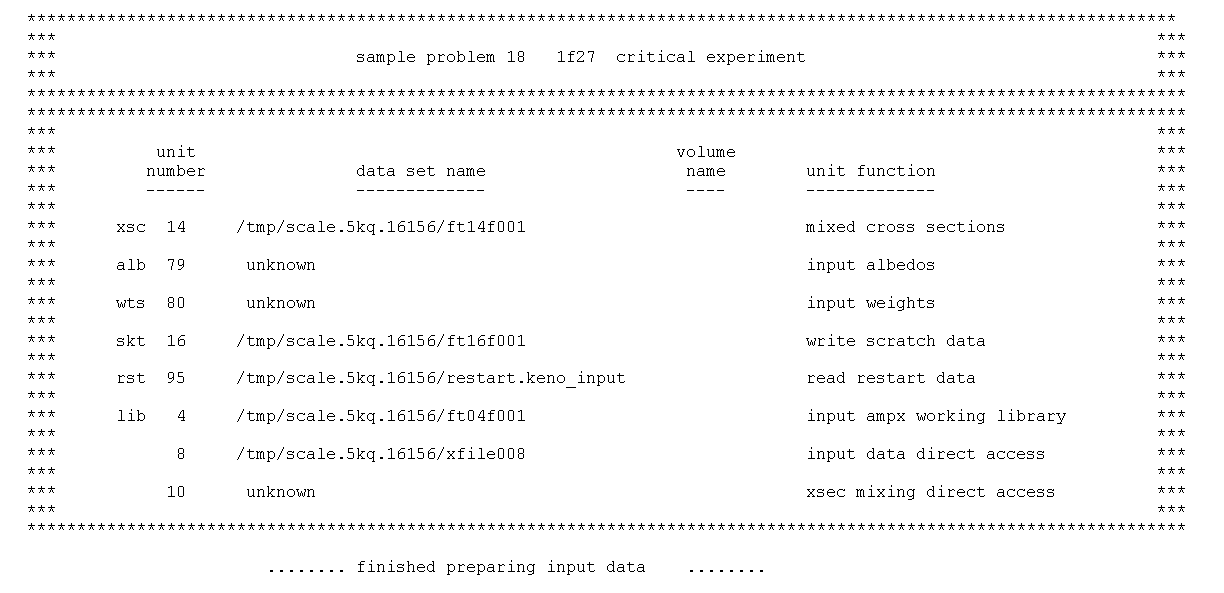 ********************************************************************************************************************
***                                                                                                              ***
***                              sample problem 18   1f27  critical experiment                                   ***
***                                                                                                              ***
********************************************************************************************************************
********************************************************************************************************************
***                                                                                                              ***
***          unit                                                volume                                          ***
***         number               data set name                    name       unit function                       ***
***         ------               -------------                    ----       -------------                       ***
***                                                                                                              ***
***      xsc  14     /tmp/scale.5kq.16156/ft14f001                            mixed cross sections                ***
***                                                                                                              ***
***      alb  79      unknown                                                 input albedos                       ***
***                                                                                                              ***
***      wts  80      unknown                                                 input weights                       ***
***                                                                                                              ***
***      skt  16     /tmp/scale.5kq.16156/ft16f001                            write scratch data                  ***
***                                                                                                              ***
***      rst  95     /tmp/scale.5kq.16156/restart.keno_input                  read restart data                   ***
***                                                                                                              ***
***      lib   4     /tmp/scale.5kq.16156/ft04f001                            input ampx working library          ***
***                                                                                                              ***
***            8     /tmp/scale.5kq.16156/xfile008                            input data direct access            ***
***                                                                                                              ***
***           10      unknown                                                 xsec mixing direct access           ***
***                                                                                                              ***
********************************************************************************************************************
........ finished preparing input data    ........